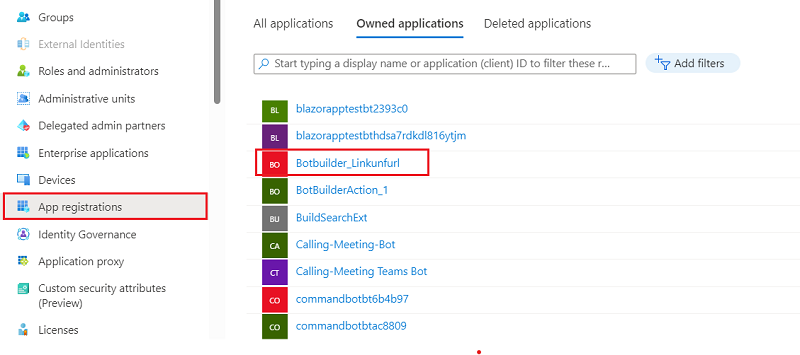 Groups
External Identities
Roles and administrators
Administrative units
Delegated admin partners
Enterprise applications
Devices
App registrations
Identity Governance
Application proxy
Custom security attributes
(Preview)
Licenses
All applications Owned applications Deleted applications
Start typing a display name or application (client) ID to filter these r... Add filters
BL blazorapptestbt2393c0
BL blazorapptestbthdsa7rdkdl816ytjm
BO Botbuilder_Linkunfurl
BO BotBuilderAction_1
BU BuildSearchExt
CA Calling-Meeting-Bot
CT Calling-Meeting Teams Bot
CO commandbotbt6b4b97
CO commandbotbtac8809